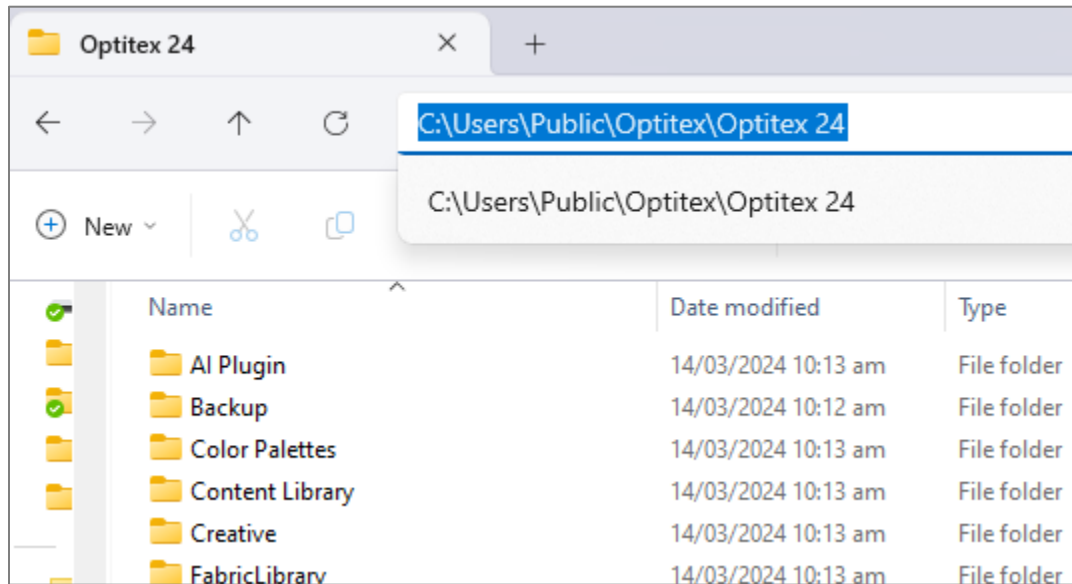 Optitex 24
C:\Users\Public\Optitex\Optitex 24
C:\Users\Public\Optitex\Optitex 24
New
Name Date modified Type
AI Plugin 14/03/2024 10:13 am File folder
Backup 14/03/2024 10:12 am File folder
Color Palettes 14/03/2024 10:13 am File folder
Content Library 14/03/2024 10:13 am File folder
Creative 14/03/2024 10:13 am File folder
FabricLibrary 14/03/2024 10:13 am File folder